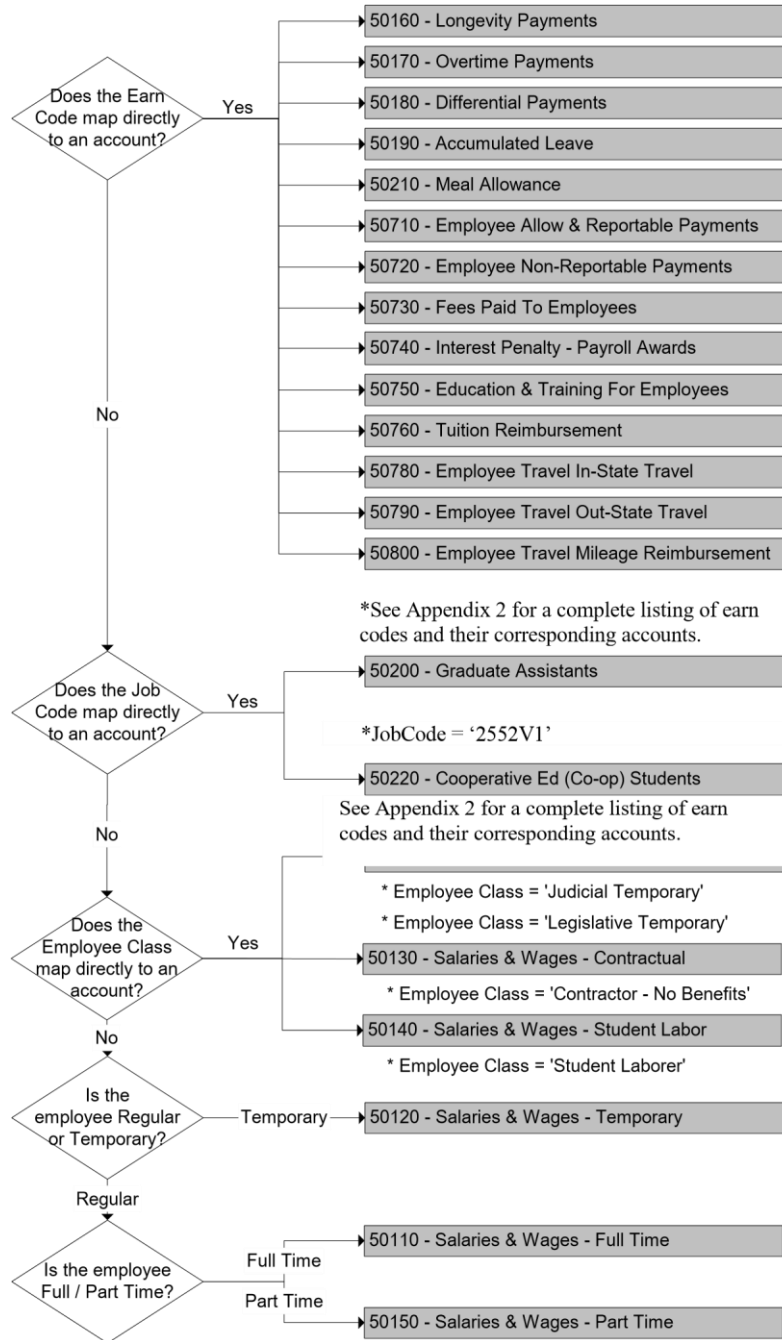 50160 - Longevity Payments
50170 - Overtime Payments
Does the Earn
Code map directly
to an account?
Yes
50180 - Differential Payments
50190 - Accumulated Leave
50210 - Meal Allowance
50710 - Employee Allow & Reportable Payments
50720 - Employee Non-Reportable Payments
50730 - Fees Paid To Employees
50740 - Interest Penalty - Payroll Awards
50750 - Education & Training For Employees
No
50760 - Tuition Reimbursement
50780 - Employee Travel In-State Travel
50790 - Employee Travel Out-State Travel
50800 - Employee Travel Mileage Reimbursement
*See Appendix 2 for a complete listing of earn
codes and their corresponding accounts.
Does the Job
Code map directly
to an account?
Yes
50200 - Graduate Assistants
*JobCode = ‘2552V1’
50220 - Cooperative Ed (Co-op) Students
See Appendix 2 for a complete listing of earn
codes and their corresponding accounts.
No
* Employee Class = 'Judicial Temporary'
* Employee Class = 'Legislative Temporary'
Does the
Employee Class
map directly to an
account?
Yes
50130 - Salaries & Wages - Contractual
* Employee Class = 'Contractor - No Benefits'
50140 - Salaries & Wages - Student Labor
* Employee Class = 'Student Laborer'
No
Is the
employee Regular
or Temporary?
Temporary
50120 - Salaries & Wages - Temporary
Regular
Is the employee
Full / Part Time?
Full Time
50110 - Salaries & Wages - Full Time
Part Time
50150 - Salaries & Wages - Part Time